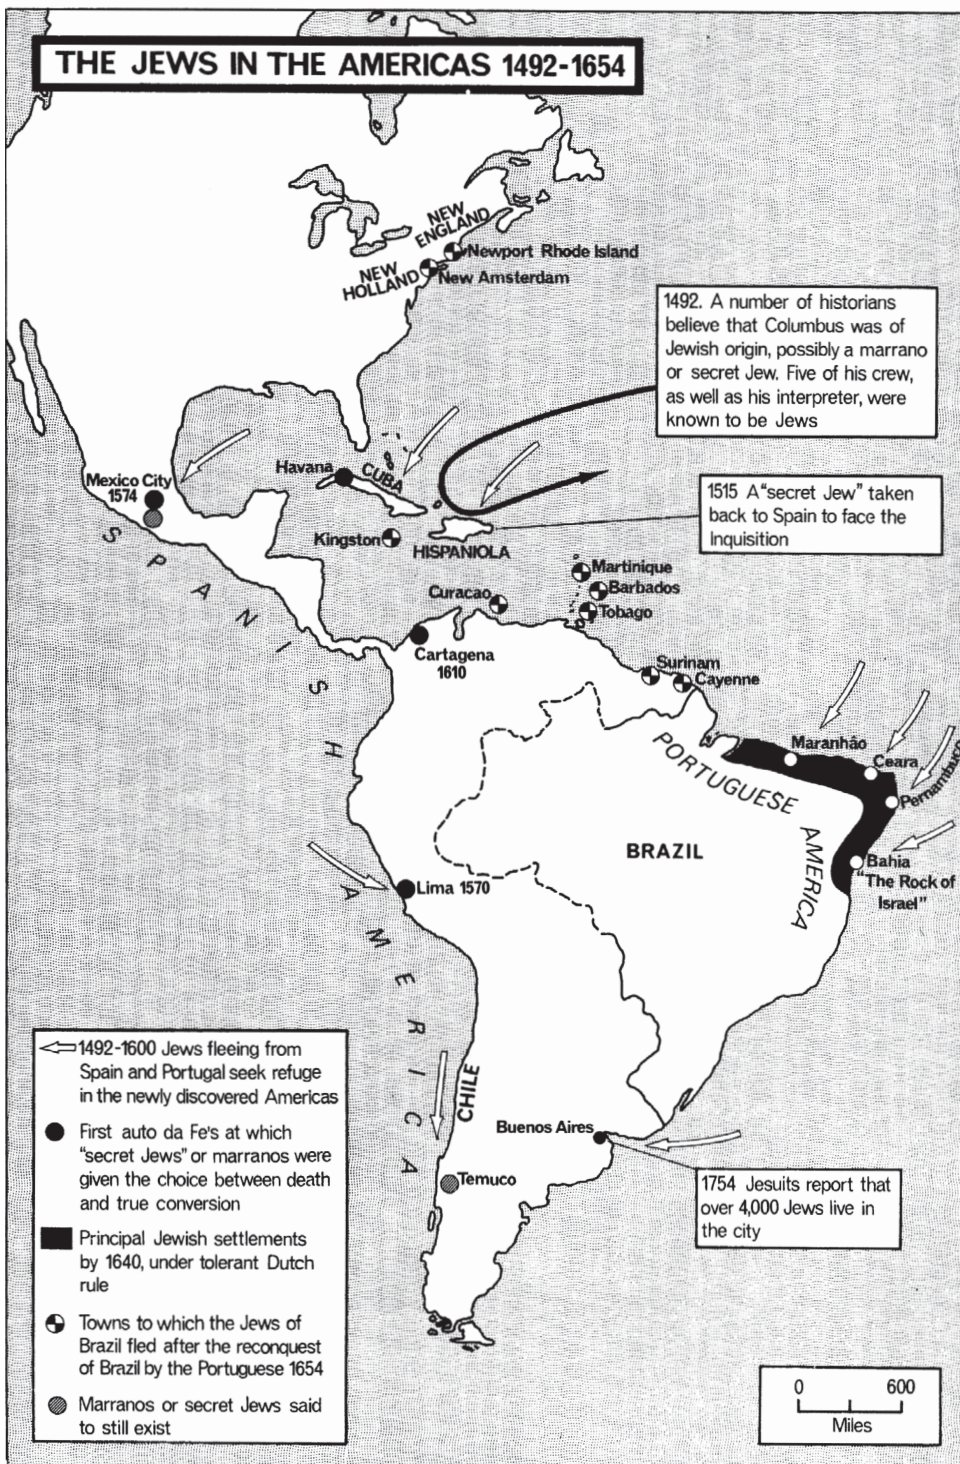 THE JEWS IN THE AMERICAS 1492-1654
NEW
ENGLAND
Newport Rhode Island
NEW
HOLLAND
New Amsterdam
1492. A number of historians
believe that Columbus was of
Jewish origin, possibly a marrano
or secret Jew. Five of his crew,
as well as his interpreter, were
known to be Jews
Havana
CUBA
Mexico City
1574
1515 A "secret Jew" taken
back to Spain to face the
Inquisition
Kingston
HISPANIOLA
Martinique
Barbados
Tobago
Curacao
Cartagena
1610
SPANISH AMERICA
Surinam
Cayenne
Maranhâo
Ceara
Pernambuco
PORTUGUESE AMERICA
BRAZIL
Bahia
"The Rock of
Israel"
Lima 1570
CHILE
Buenos Aires
Temuco
1754 Jesuits report that
over 4,000 Jews live in
the city
1492-1600 Jews fleeing from
Spain and Portugal seek refuge
in the newly discovered Americas
First auto da Fe's at which
"secret Jews" or marranos were
given the choice between death
and true conversion
Principal Jewish settlements
by 1640, under tolerant Dutch
rule
Towns to which the Jews of
Brazil fled after the reconquest
of Brazil by the Portuguese 1654
Marranos or secret Jews said
to still exist
0 600
Miles